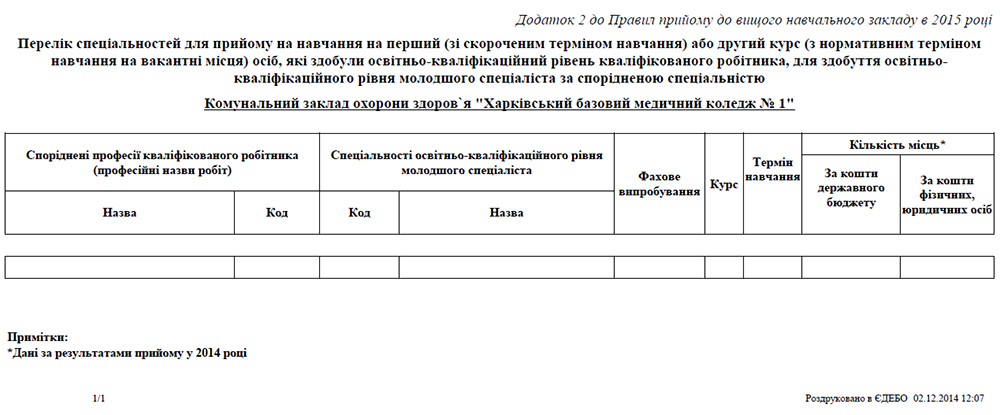 Додаток 2 до Правил прийому до вищого навчального закладу в 2015 році
Перелік спеціальностей для прийому на навчання на перший (зі скороченим терміном навчання) або другий курс (з нормативним терміном
навчання на вакантні місця) осіб, які здобули освітньо-кваліфікаційний рівень кваліфікованого робітника, для здобуття освітньо-
кваліфікаційного рівня молодшого спеціаліста за спорідненою спеціальністю
Комунальний заклад охорони здоров`я "Харківський базовий медичний коледж № 1"
Споріднені професії кваліфікованого робітника
(професійні назви робіт)
Назва
Код
Спеціальності освітньо-кваліфікаційного рівня
молодшого спеціаліста
Код
Назва
Фахове
випробування
Курс
Термін
навчання
Кількість місць*
За кошти
державного
бюджету
За кошти
фізичних,
юридичних осіб
Примітки:
*Дані за результатами прийому у 2014 році
1/1
Роздруковано в ЄДЕБО 02.12.2014 12:07